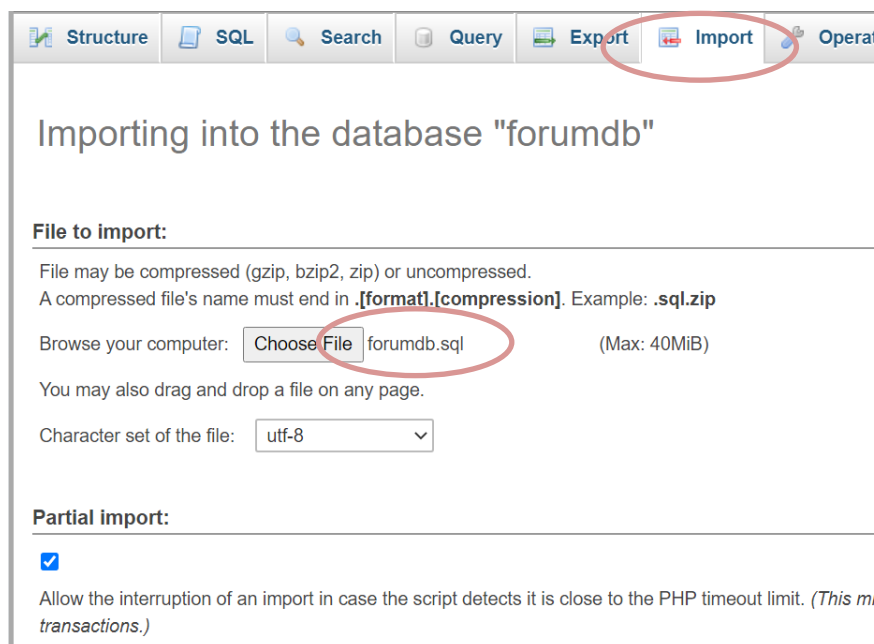 Structure SQL Search Query Export Import Operat
Importing into the database "forumdb"
File to import:
File may be compressed (gzip, bzip2, zip) or uncompressed.
A compressed file's name must end in .[format].[compression]. Example: .sql.zip
Browse your computer: Choose File forumdb.sql (Max: 40MiB)
You may also drag and drop a file on any page.
Character set of the file: utf-8
Partial import:
Allow the interruption of an import in case the script detects it is close to the PHP timeout limit. (This
transactions.)